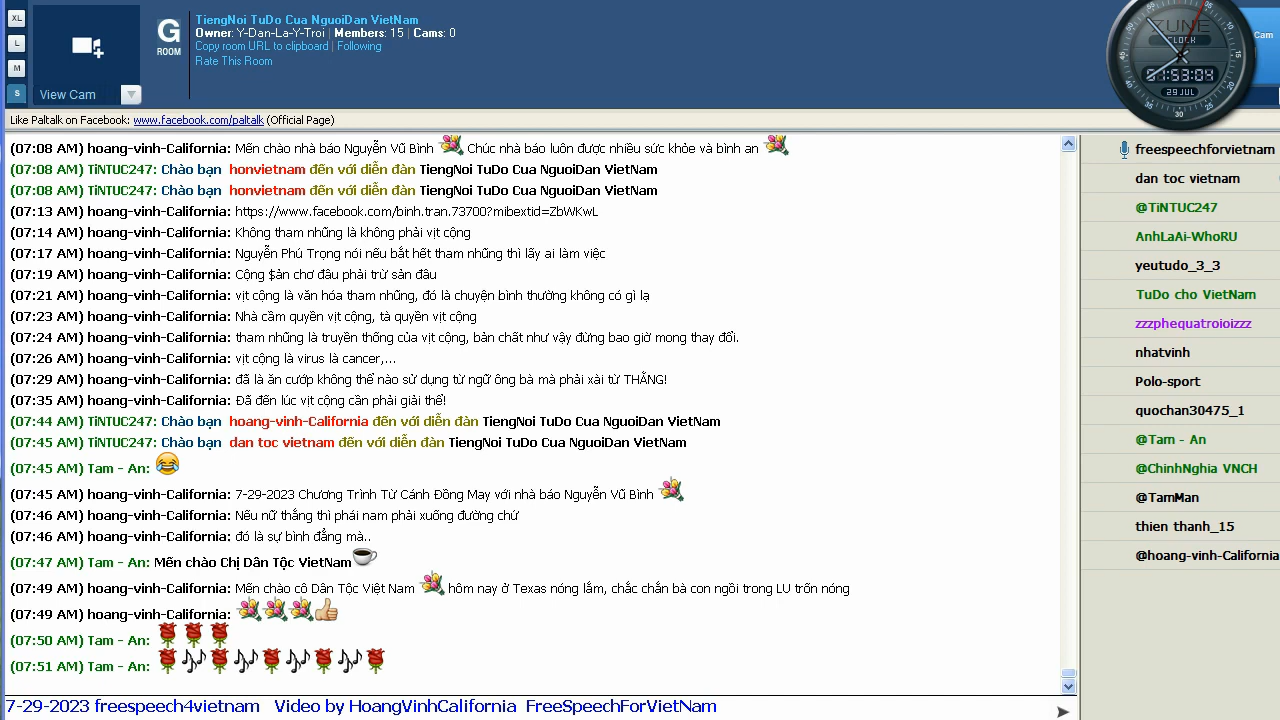 XL
L
M
S
View Cam
G
ROOM
TiengNoi TuDo Cua NguoiDan VietNam
Owner: Y-Dan-La-Y-Troi | Members: 15 | Cams: 0
Copy room URL to clipboard | Following
Rate This Room
ZUNE
CLOCK
29 JUL
Cam
Like Paltalk on Facebook: www.facebook.com/paltalk (Official Page)
(07:08 AM) hoang-vinh-California: Mến chào nhà báo Nguyễn Vũ Bình Chúc nhà báo luôn được nhiều sức khỏe và bình an
(07:08 AM) TiNTUC247: Chào bạn honvietnam đến với diễn đàn TiengNoi TuDo Cua NguoiDan VietNam
(07:08 AM) TiNTUC247: Chào bạn honvietnam đến với diễn đàn TiengNoi TuDo Cua NguoiDan VietNam
(07:13 AM) hoang-vinh-California: https://www.facebook.com/binh.tran.73700?mibextid=ZbWKwL
(07:14 AM) hoang-vinh-California: Không tham nhũng là không phải vịt cộng
(07:17 AM) hoang-vinh-California: Nguyễn Phú Trọng nói nếu bắt hết tham nhũng thì lấy ai làm việc
(07:19 AM) hoang-vinh-California: Cộng $ản chơ đâu phải trừ sản đâu
(07:21 AM) hoang-vinh-California: vịt cộng là văn hóa tham nhũng, đó là chuyện bình thường không có gì lạ
(07:23 AM) hoang-vinh-California: Nhà cầm quyền vịt cộng, tà quyền vịt cộng
(07:24 AM) hoang-vinh-California: tham nhũng là truyền thống của vịt cộng, bản chất như vậy đừng bao giờ mong thay đổi.
(07:26 AM) hoang-vinh-California: vịt cộng là virus là cancer,...
(07:29 AM) hoang-vinh-California: đã là ăn cướp không thể nào sử dụng từ ngữ ông bà mà phải xài từ THẰNG!
(07:35 AM) hoang-vinh-California: Đã đến lúc vịt cộng cần phải giải thể!
(07:44 AM) TiNTUC247: Chào bạn hoang-vinh-California đến với diễn đàn TiengNoi TuDo Cua NguoiDan VietNam
(07:45 AM) TiNTUC247: Chào bạn dan toc vietnam đến với diễn đàn TiengNoi TuDo Cua NguoiDan VietNam
(07:45 AM) Tam - An:
(07:45 AM) hoang-vinh-California: 7-29-2023 Chương Trình Từ Cánh Đồng May với nhà báo Nguyễn Vũ Bình
(07:46 AM) hoang-vinh-California: Nếu nữ thắng thì phái nam phải xuống đường chứ
(07:46 AM) hoang-vinh-California: đó là sự bình đẳng mà..
(07:47 AM) Tam - An: Mến chào Chị Dân Tộc VietNam
(07:49 AM) hoang-vinh-California: Mến chào cô Dân Tộc Việt Nam hôm nay ở Texas nóng lắm, chắc chắn bà con ngồi trong LU trốn nóng
(07:49 AM) hoang-vinh-California:
(07:50 AM) Tam - An:
(07:51 AM) Tam - An:
freespeechforvietnam
dan toc vietnam
@TiNTUC247
AnhLaAi-WhoRU
yeutudo_3_3
TuDo cho VietNam
zzzphequatroioizzz
nhatvinh
Polo-sport
quochan30475_1
@Tam - An
@ChinhNghia VNCH
@TamMan
thien thanh_15
@hoang-vinh-California
7-29-2023 freespeech4vietnam Video by HoangVinhCalifornia FreeSpeechForVietNam